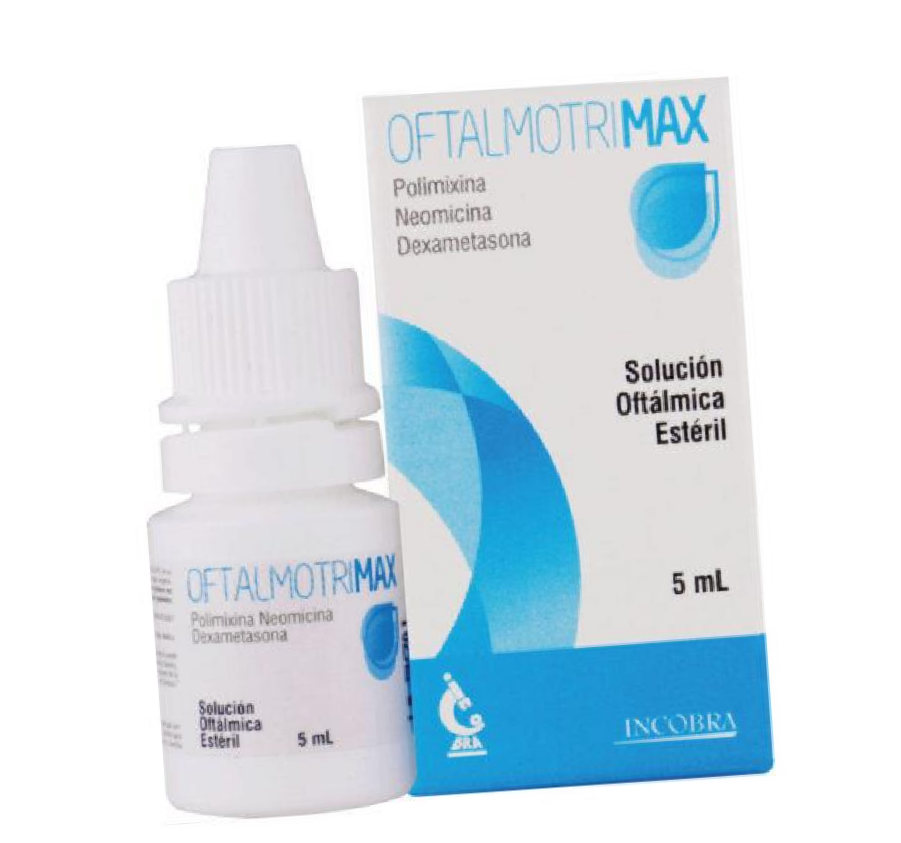 OFTALMOTRIMAX
Polimixina
Neomicina
Dexametasona
Solución
Oftálmica
Estéril
5 mL
BRA
INCOBRA
OFTALMOTRIMAX
Polimixina Neomicina
Dexametasona
Solución
Oftálmica
Estéril 5 mL